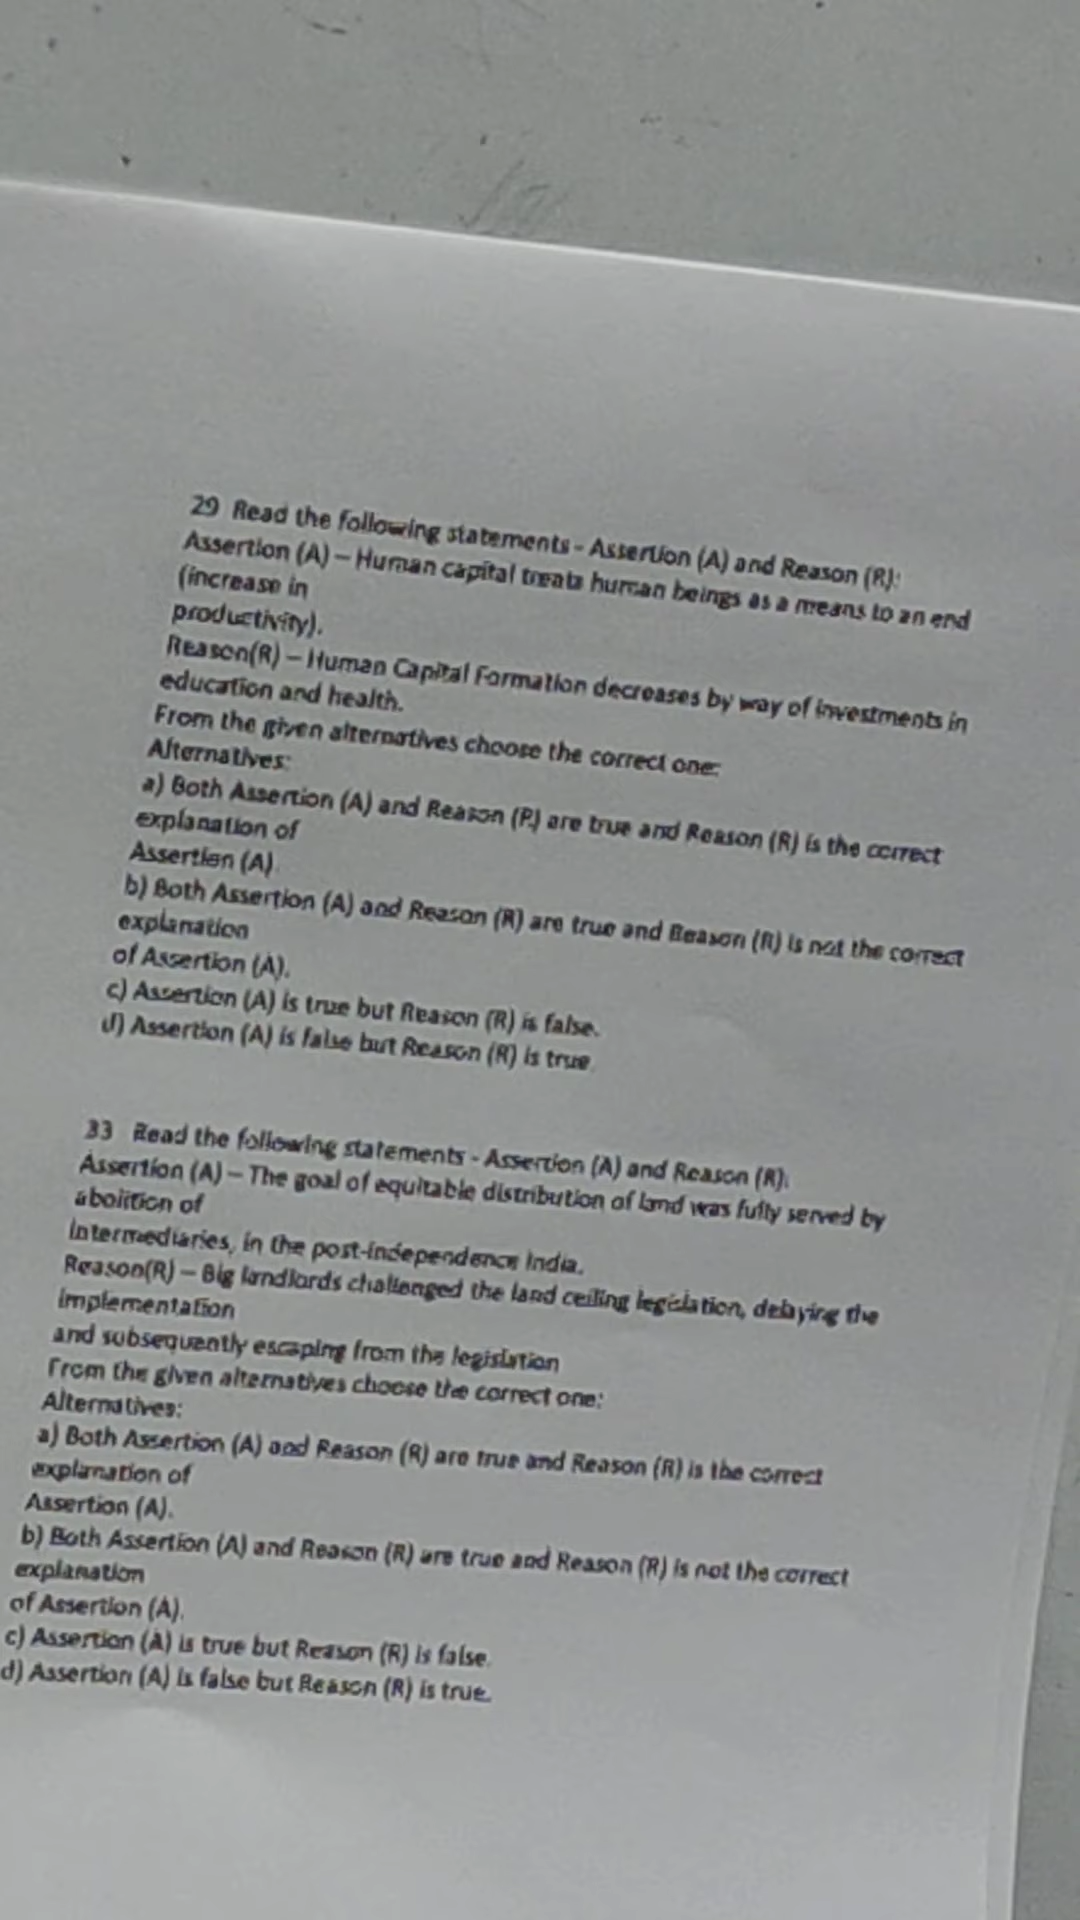 29 Read the following statements - Assertion (A) and Reason (R):
Assertion (A) – Human capital treats human beings as a means to an end
(increase in
productivity).
Reason(R) – Human Capital Formation decreases by way of investments in
education and health.
From the given alternatives choose the correct one:
Alternatives:
a) Both Assertion (A) and Reason (R) are true and Reason (R) is the correct
explanation of
Assertion (A)
b) Both Assertion (A) and Reason (R) are true and Reason (R) is not the correct
explanation
of Assertion (A).
c) Assertion (A) is true but Reason (R) is false.
d) Assertion (A) is false but Reason (R) is true
33 Read the following statements - Assertion (A) and Reason (R):
Assertion (A) – The goal of equitable distribution of land was fully served by
abolition of
intermediaries, in the post-independence India.
Reason(R) – Big landlords challenged the land ceiling legislation, delaying the
implementation
and subsequently escaping from the legislation
From the given alternatives choose the correct one:
Alternatives:
a) Both Assertion (A) and Reason (R) are true and Reason (R) is the correct
explanation of
Assertion (A).
b) Both Assertion (A) and Reason (R) are true and Reason (R) is not the correct
explanation
of Assertion (A).
c) Assertion (A) is true but Reason (R) is false.
d) Assertion (A) is false but Reason (R) is true.